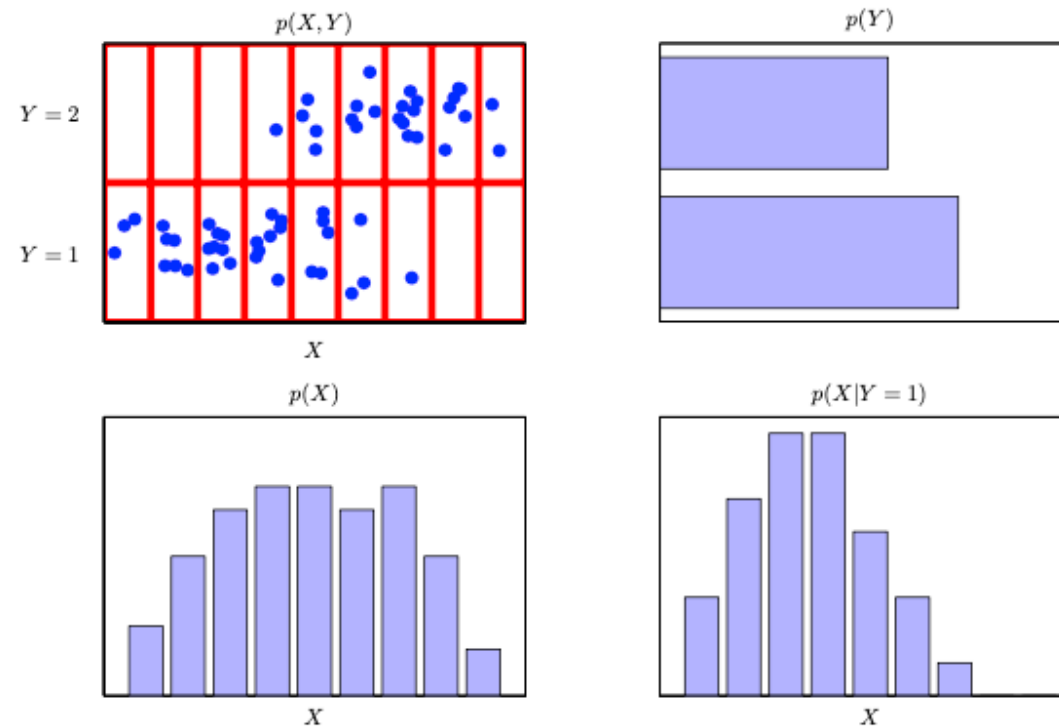 p(X, Y)
p(Y)
Y = 2
Y = 1
X
p(X)
p(X|Y = 1)
X
X